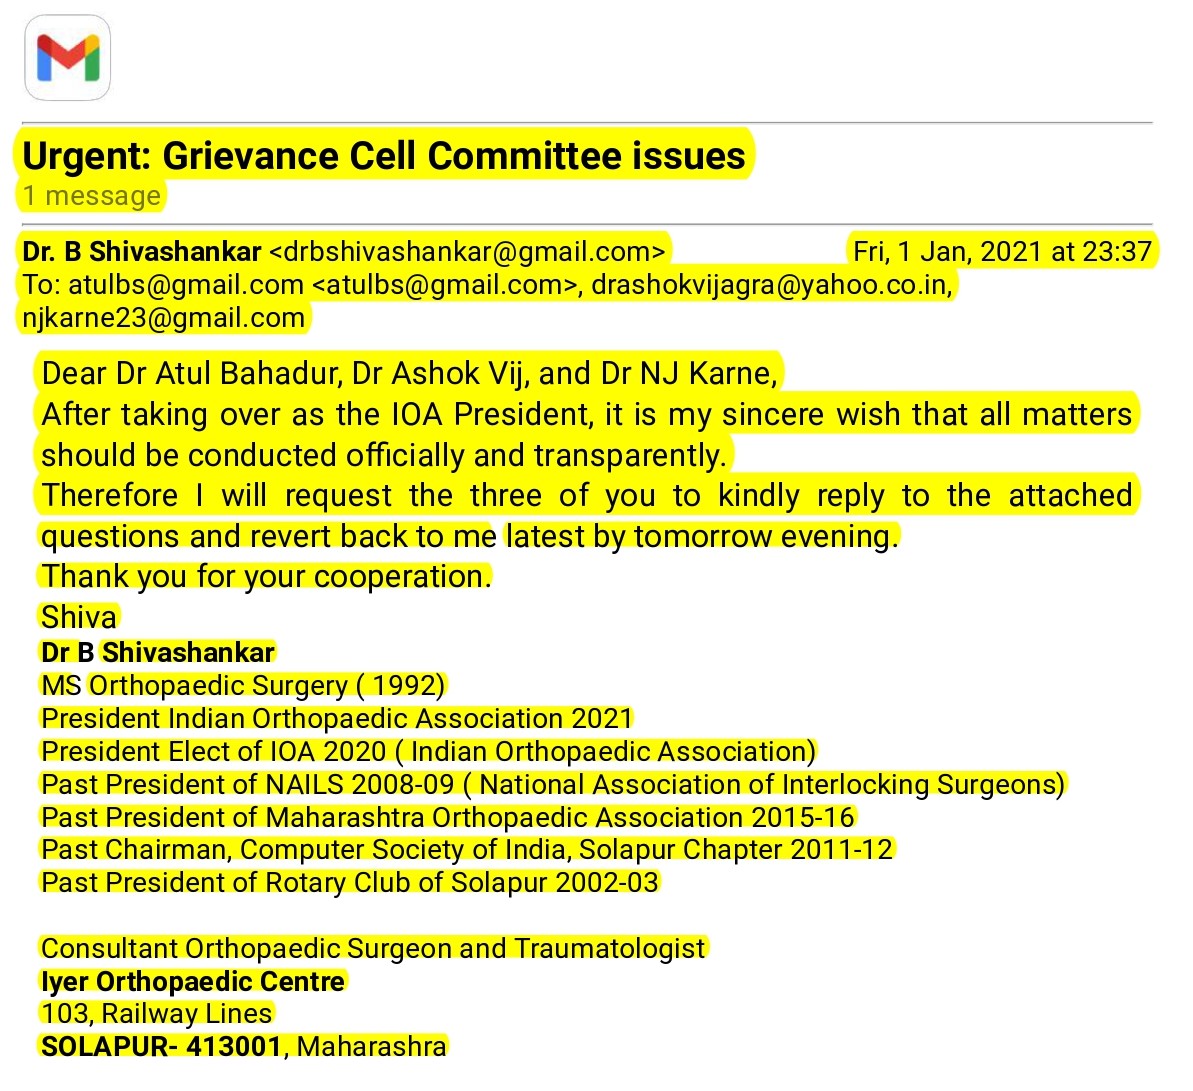 Urgent: Grievance Cell Committee issues
1 message
Dr. B Shivashankar <drbshivashankar@gmail.com> Fri, 1 Jan, 2021 at 23:37
To: atulbs@gmail.com <atulbs@gmail.com>, drashokvijagra@yahoo.co.in,
njkarne23@gmail.com
Dear Dr Atul Bahadur, Dr Ashok Vij, and Dr NJ Karne,
After taking over as the IOA President, it is my sincere wish that all matters
should be conducted officially and transparently.
Therefore I will request the three of you to kindly reply to the attached
questions and revert back to me latest by tomorrow evening.
Thank you for your cooperation.
Shiva
Dr B Shivashankar
MS Orthopaedic Surgery ( 1992)
President Indian Orthopaedic Association 2021
President Elect of IOA 2020 ( Indian Orthopaedic Association)
Past President of NAILS 2008-09 ( National Association of Interlocking Surgeons)
Past President of Maharashtra Orthopaedic Association 2015-16
Past Chairman, Computer Society of India, Solapur Chapter 2011-12
Past President of Rotary Club of Solapur 2002-03
Consultant Orthopaedic Surgeon and Traumatologist
Iyer Orthopaedic Centre
103, Railway Lines
SOLAPUR- 413001, Maharashra